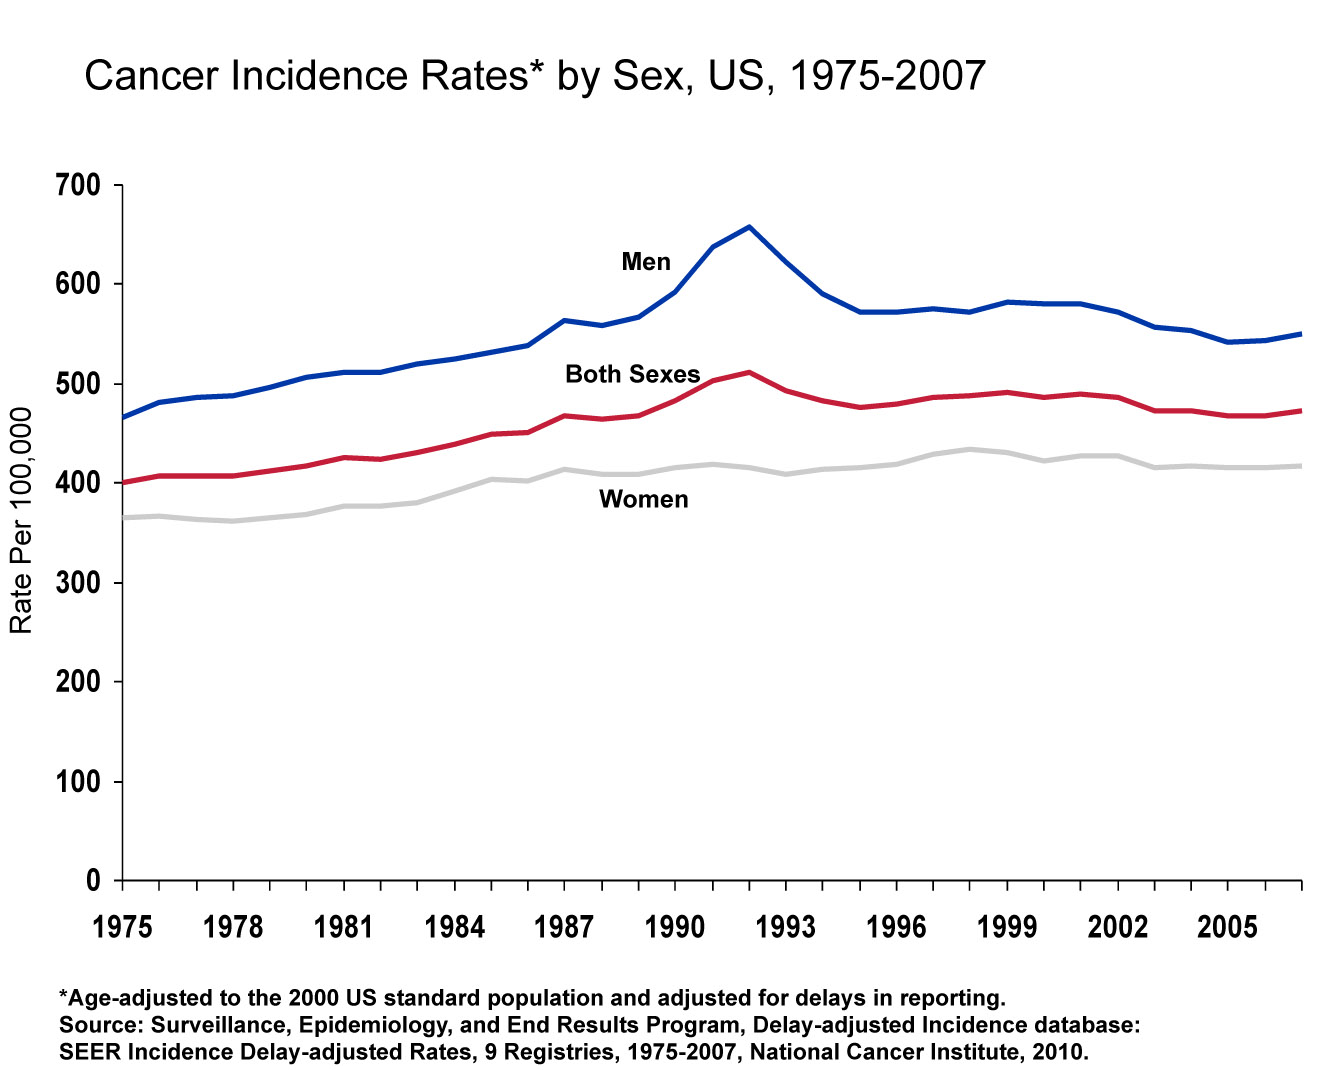 Cancer Incidence Rates* by Sex, US, 1975-2007
700
600
500
400
300
200
100
0
Rate Per 100,000
Men
Both Sexes
Women
1975 1978 1981 1984 1987 1990 1993 1996 1999 2002 2005
*Age-adjusted to the 2000 US standard population and adjusted for delays in reporting.
Source: Surveillance, Epidemiology, and End Results Program, Delay-adjusted Incidence database:
SEER Incidence Delay-adjusted Rates, 9 Registries, 1975-2007, National Cancer Institute, 2010.